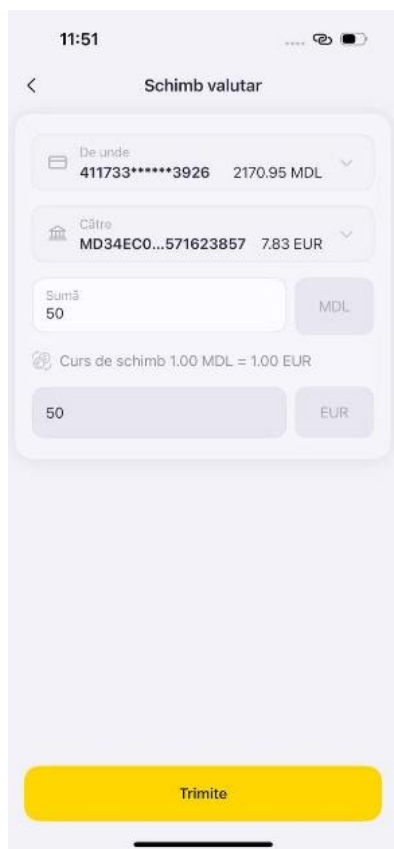 11:51
Schimb valutar
De unde
411733******3926 2170.95 MDL
Către
MD34EC0...571623857 7.83 EUR
Sumă
50 MDL
Curs de schimb 1.00 MDL = 1.00 EUR
50 EUR
Trimite